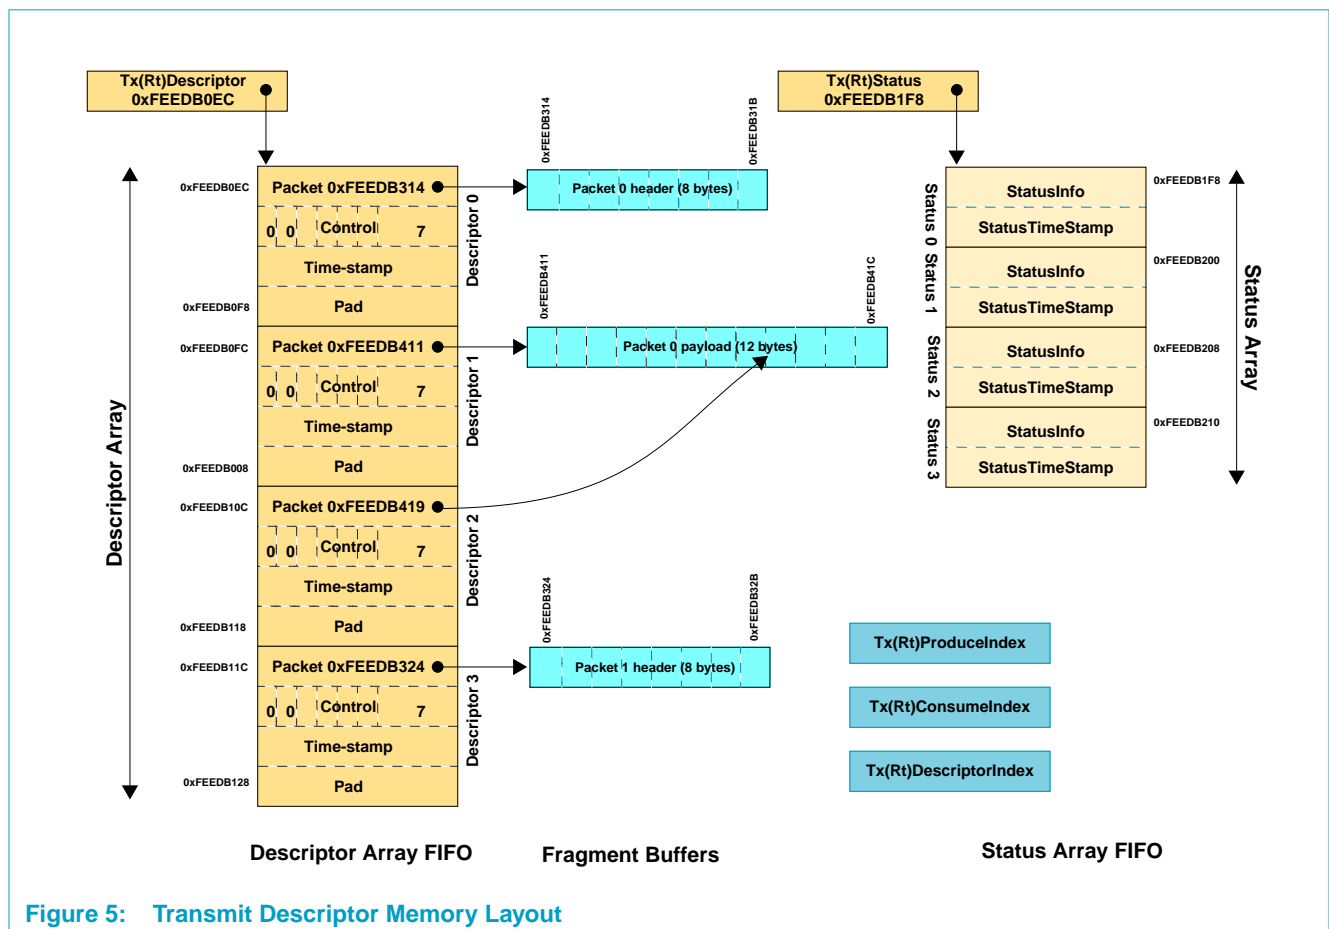 Tx(Rt)Descriptor
0xFEEDB0EC
Tx(Rt)Status
0xFEEDB1F8
0xFEEDB314
0xFEEDB31B
Descriptor Array
0xFEEDB0EC
Packet 0xFEEDB314
0 0 Control 7
Time-stamp
0xFEEDB0F8
Pad
Descriptor 0
Packet 0 header (8 bytes)
0xFEEDB0FC
Packet 0xFEEDB411
0 0 Control 7
Time-stamp
0xFEEDB008
Pad
Descriptor 1
0xFEEDB411
0xFEEDB41C
Packet 0 payload (12 bytes)
0xFEEDB10C
Packet 0xFEEDB419
0 0 Control 7
Time-stamp
0xFEEDB118
Pad
Descriptor 2
0xFEEDB11C
Packet 0xFEEDB324
0 0 Control 7
Time-stamp
0xFEEDB128
Pad
Descriptor 3
0xFEEDB324
0xFEEDB32B
Packet 1 header (8 bytes)
Status 0
StatusInfo
StatusTimeStamp
0xFEEDB1F8
Status 1
StatusInfo
StatusTimeStamp
0xFEEDB200
Status 2
StatusInfo
StatusTimeStamp
0xFEEDB208
Status 3
StatusInfo
StatusTimeStamp
0xFEEDB210
Status Array
Tx(Rt)ProduceIndex
Tx(Rt)ConsumeIndex
Tx(Rt)DescriptorIndex
Descriptor Array FIFO
Fragment Buffers
Status Array FIFO
Figure 5: Transmit Descriptor Memory Layout